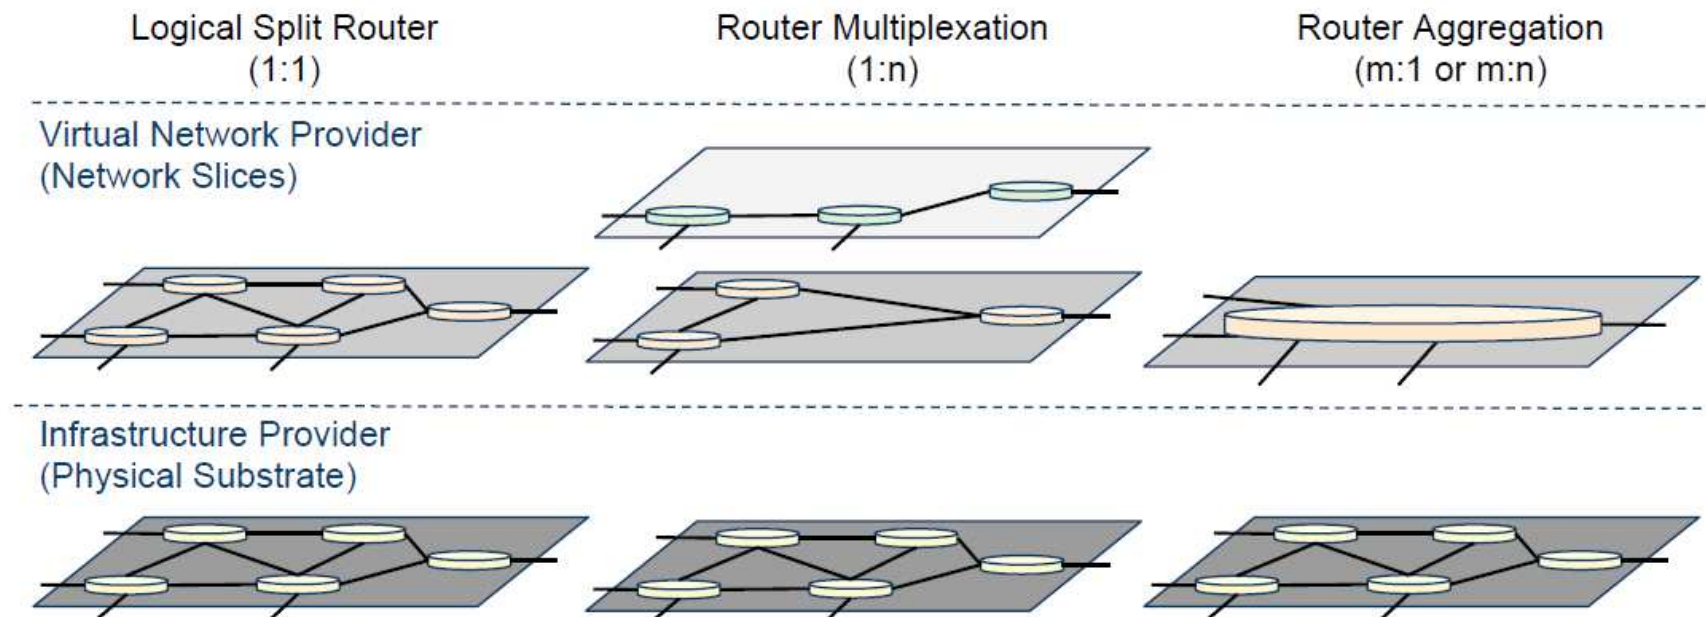 Logical Split Router
(1:1)
Router Multiplexation
(1:n)
Router Aggregation
(m:1 or m:n)
Virtual Network Provider
(Network Slices)
Infrastructure Provider
(Physical Substrate)